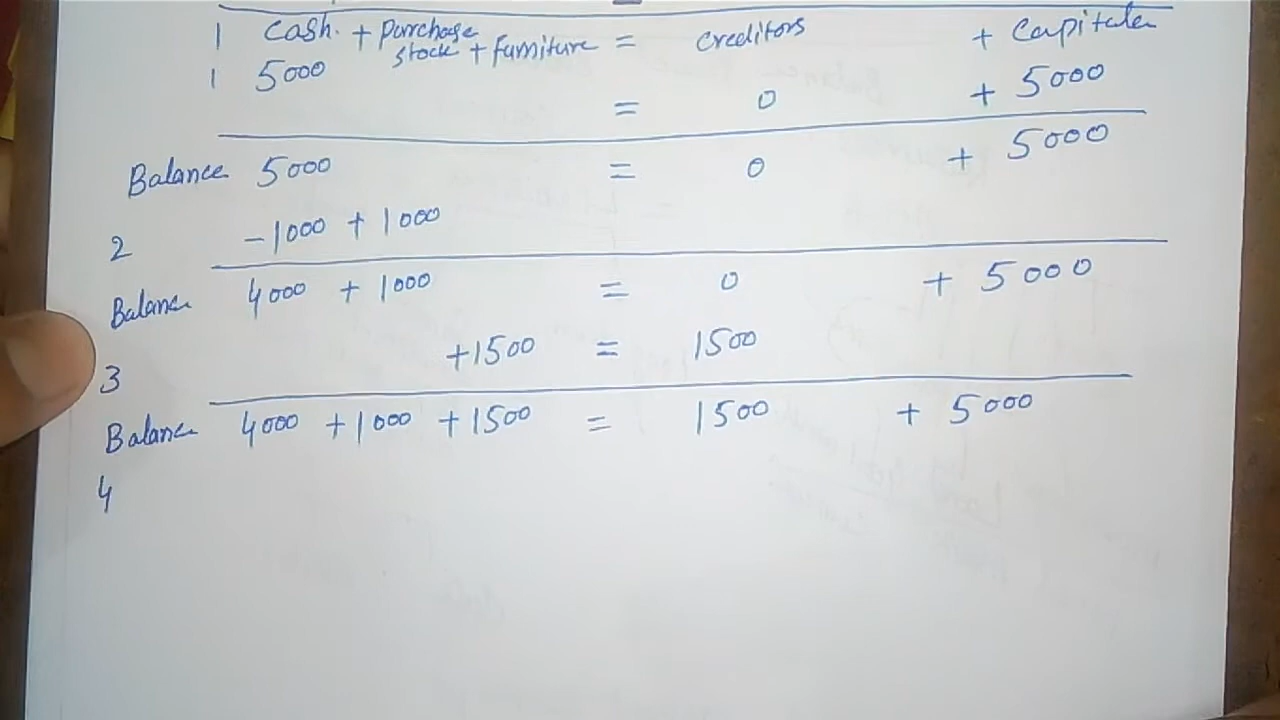 1 Cash. + Purchase stock + furniture = Creditors + Capital
1 5000
= 0 + 5000
Balance 5000 = 0 + 5000
2 -1000 + 1000
Balance 4000 + 1000 = 0 + 5000
3 +1500 = 1500
Balance 4000 +1000 +1500 = 1500 + 5000
4